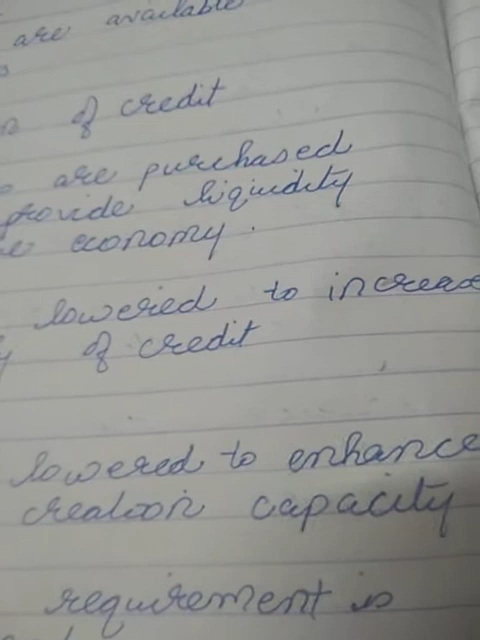 are available
of credit
are purchased
provide liquidity
economy.
lowered to increase
of credit
lowered to enhance
creation capacity
requirement is